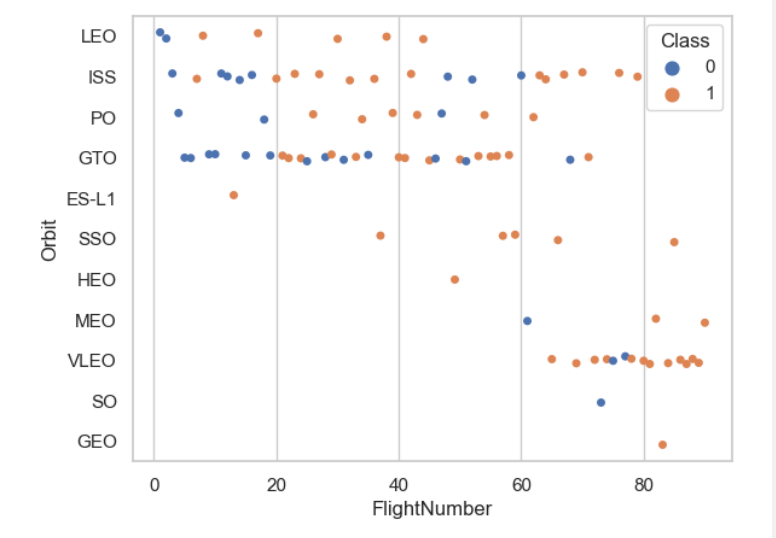 LEO
ISS
PO
GTO
ES-L1
SSO
HEO
MEO
VLEO
SO
GEO
Orbit
Class
0
1
0 20 40 60 80
FlightNumber